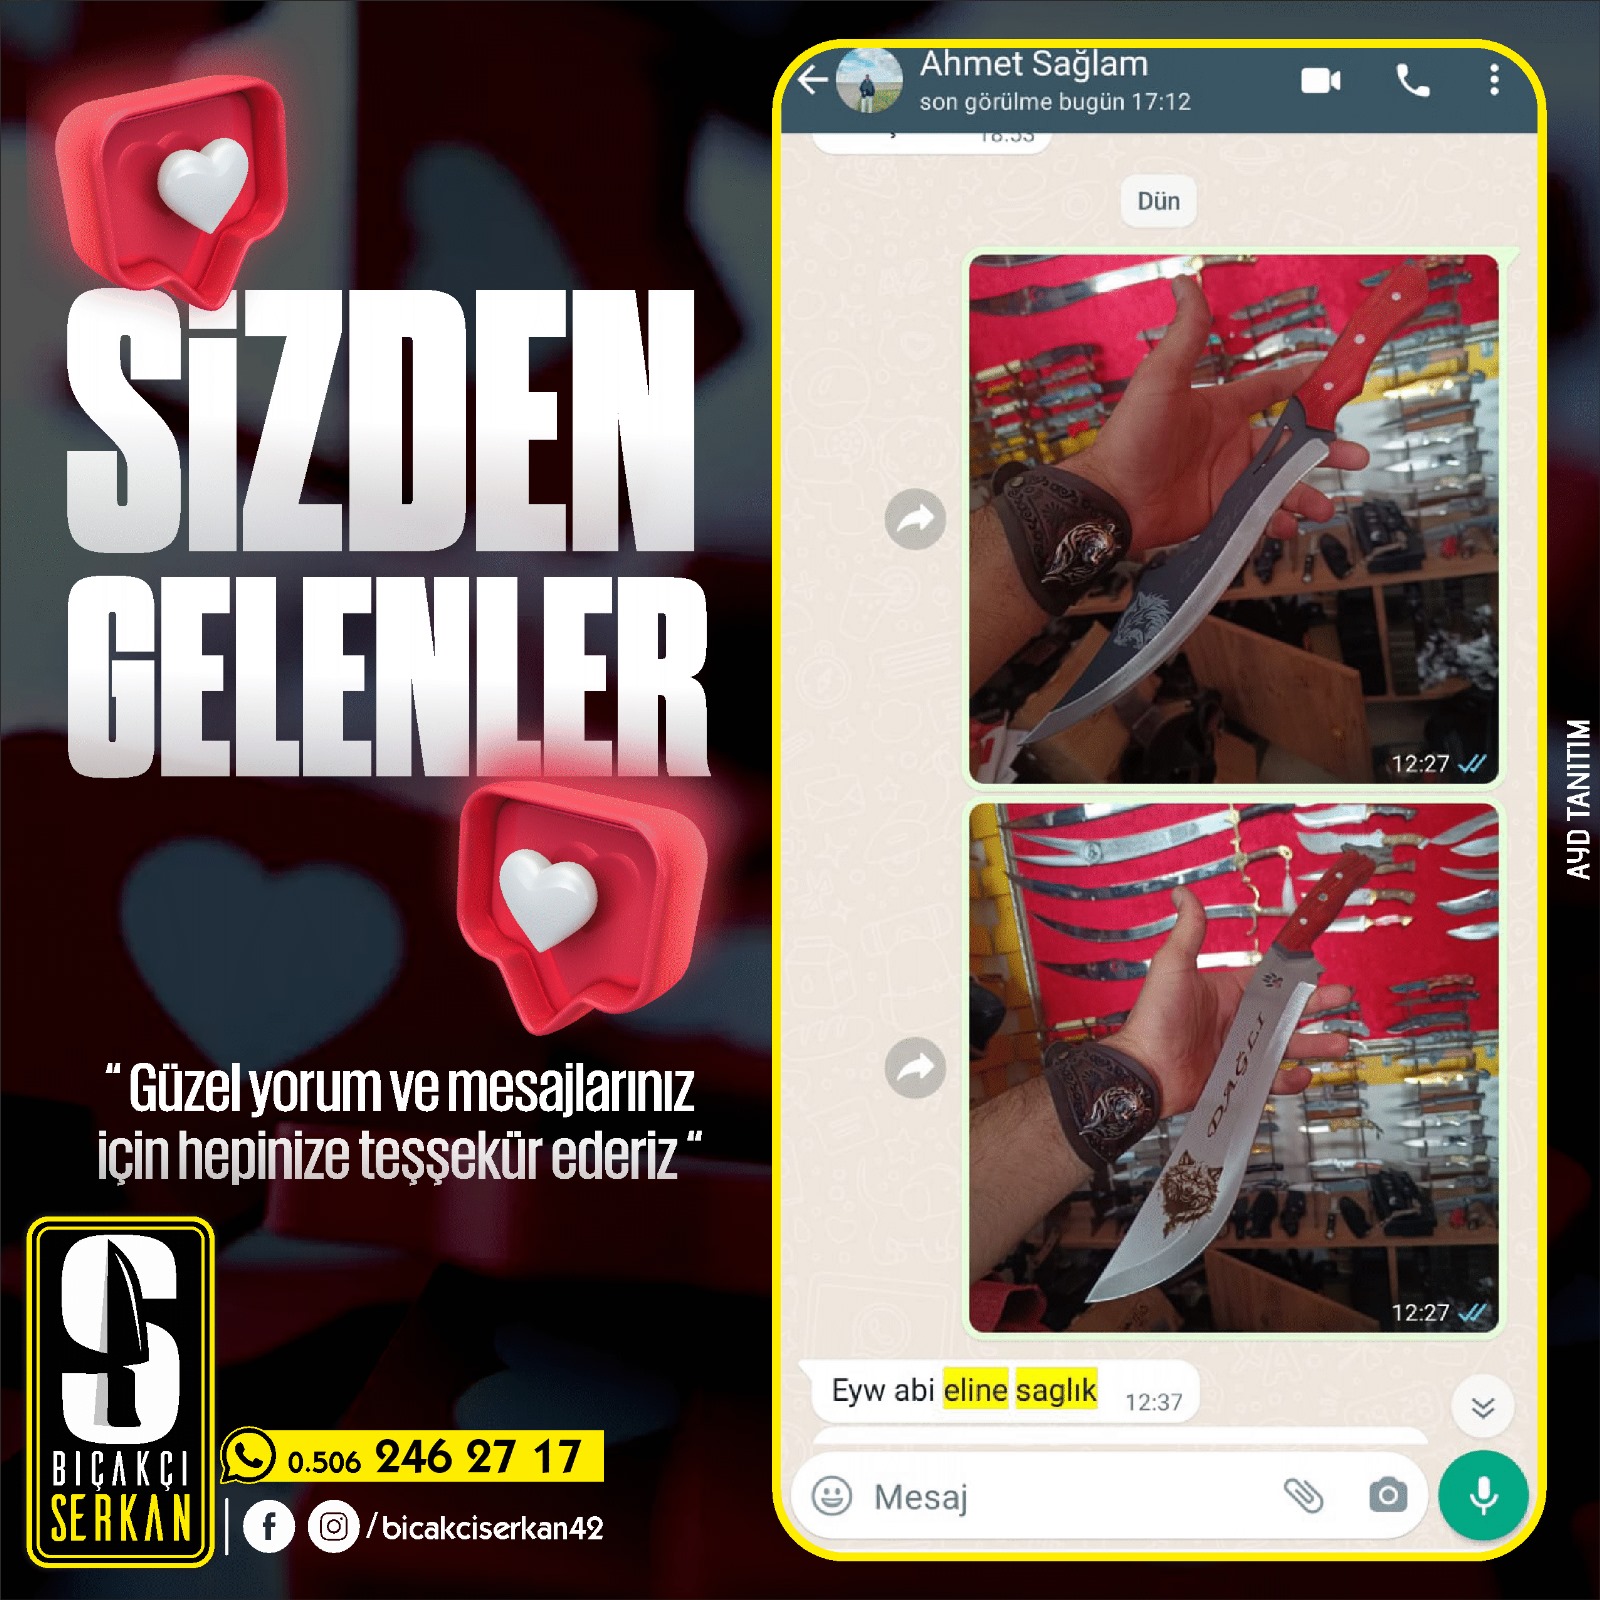 SİZDEN
GELENLER
“ Güzel yorum ve mesajlarınız
için hepinize teşşekür ederiz “
S
BIÇAKÇI
SERKAN
0.506 246 27 17
/bicakciserkan42
Ahmet Sağlam
son görülme bugün 17:12
18:53
Dün
12:27
DAĞLI
12:27
Eyw abi eline saglık 12:37
Mesaj
AYD TANITIM